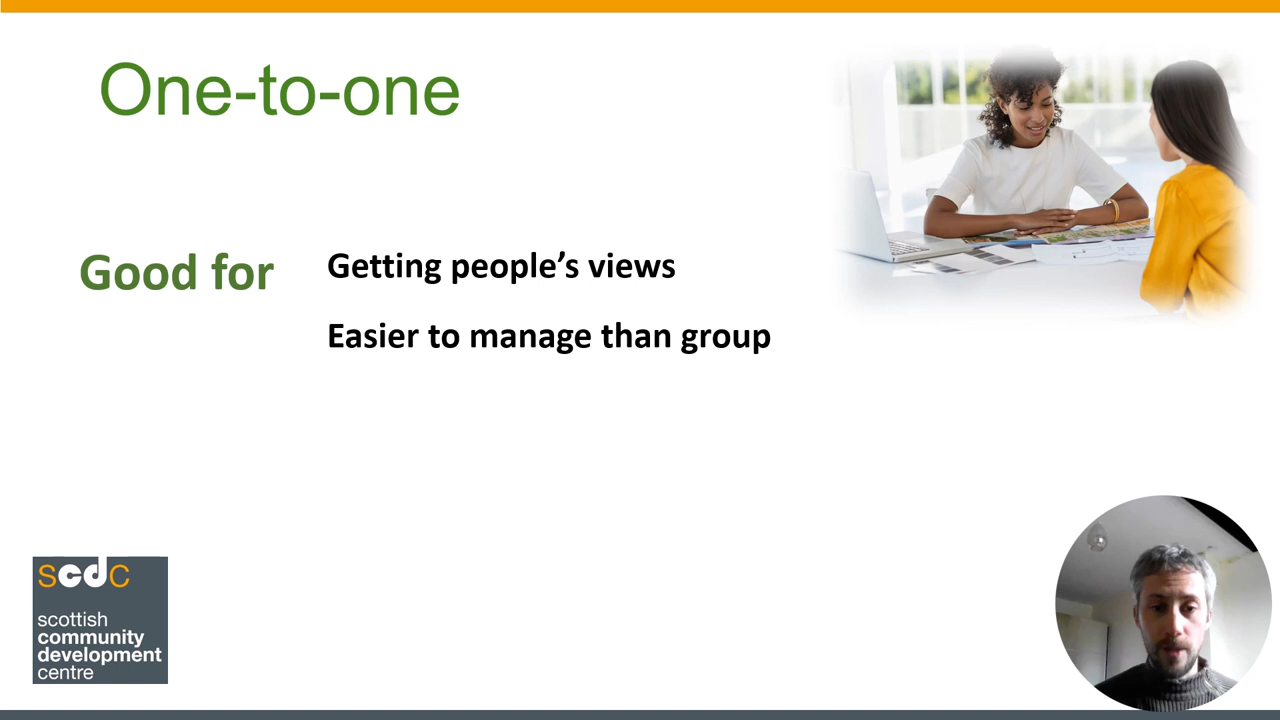 One-to-one
Good for
Getting people’s views
Easier to manage than group
scdc
scottish
community
development
centre